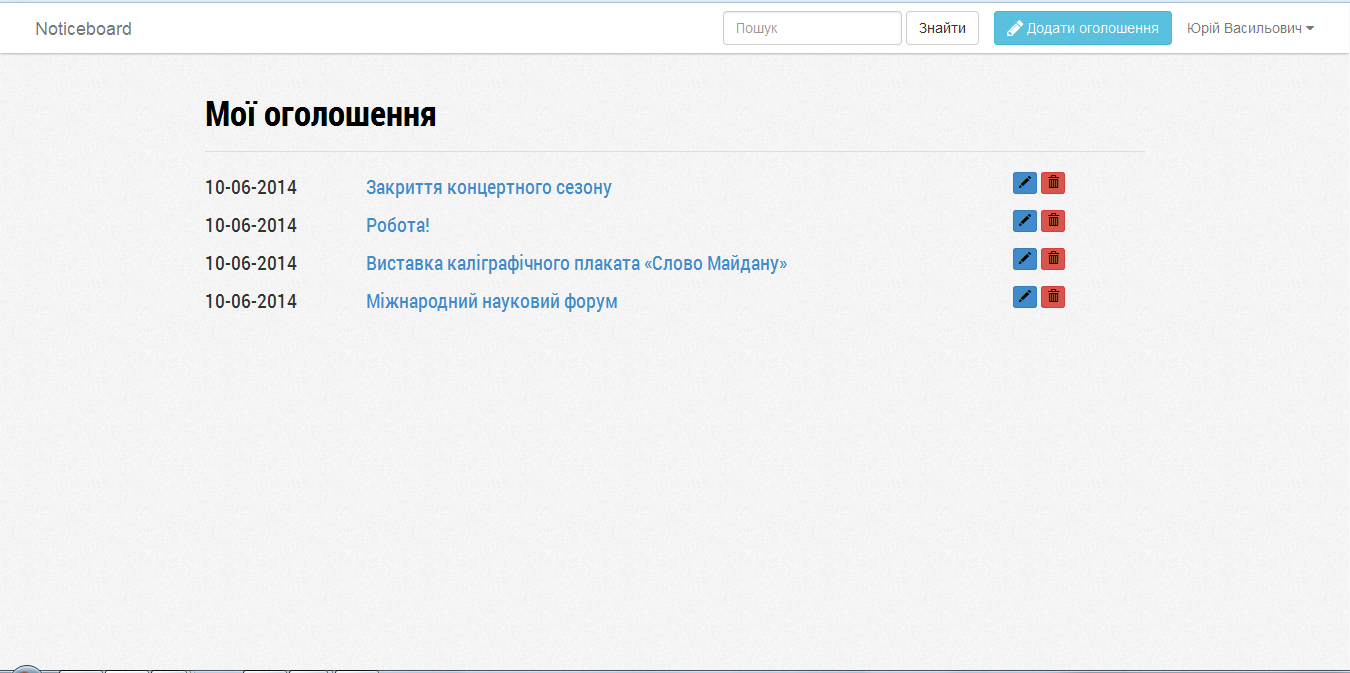 Noticeboard
Пошук
Знайти
Додати оголошення
Юрій Васильович
Мої оголошення
10-06-2014 Закриття концертного сезону
10-06-2014 Робота!
10-06-2014 Виставка каліграфічного плаката «Слово Майдану»
10-06-2014 Міжнародний науковий форум